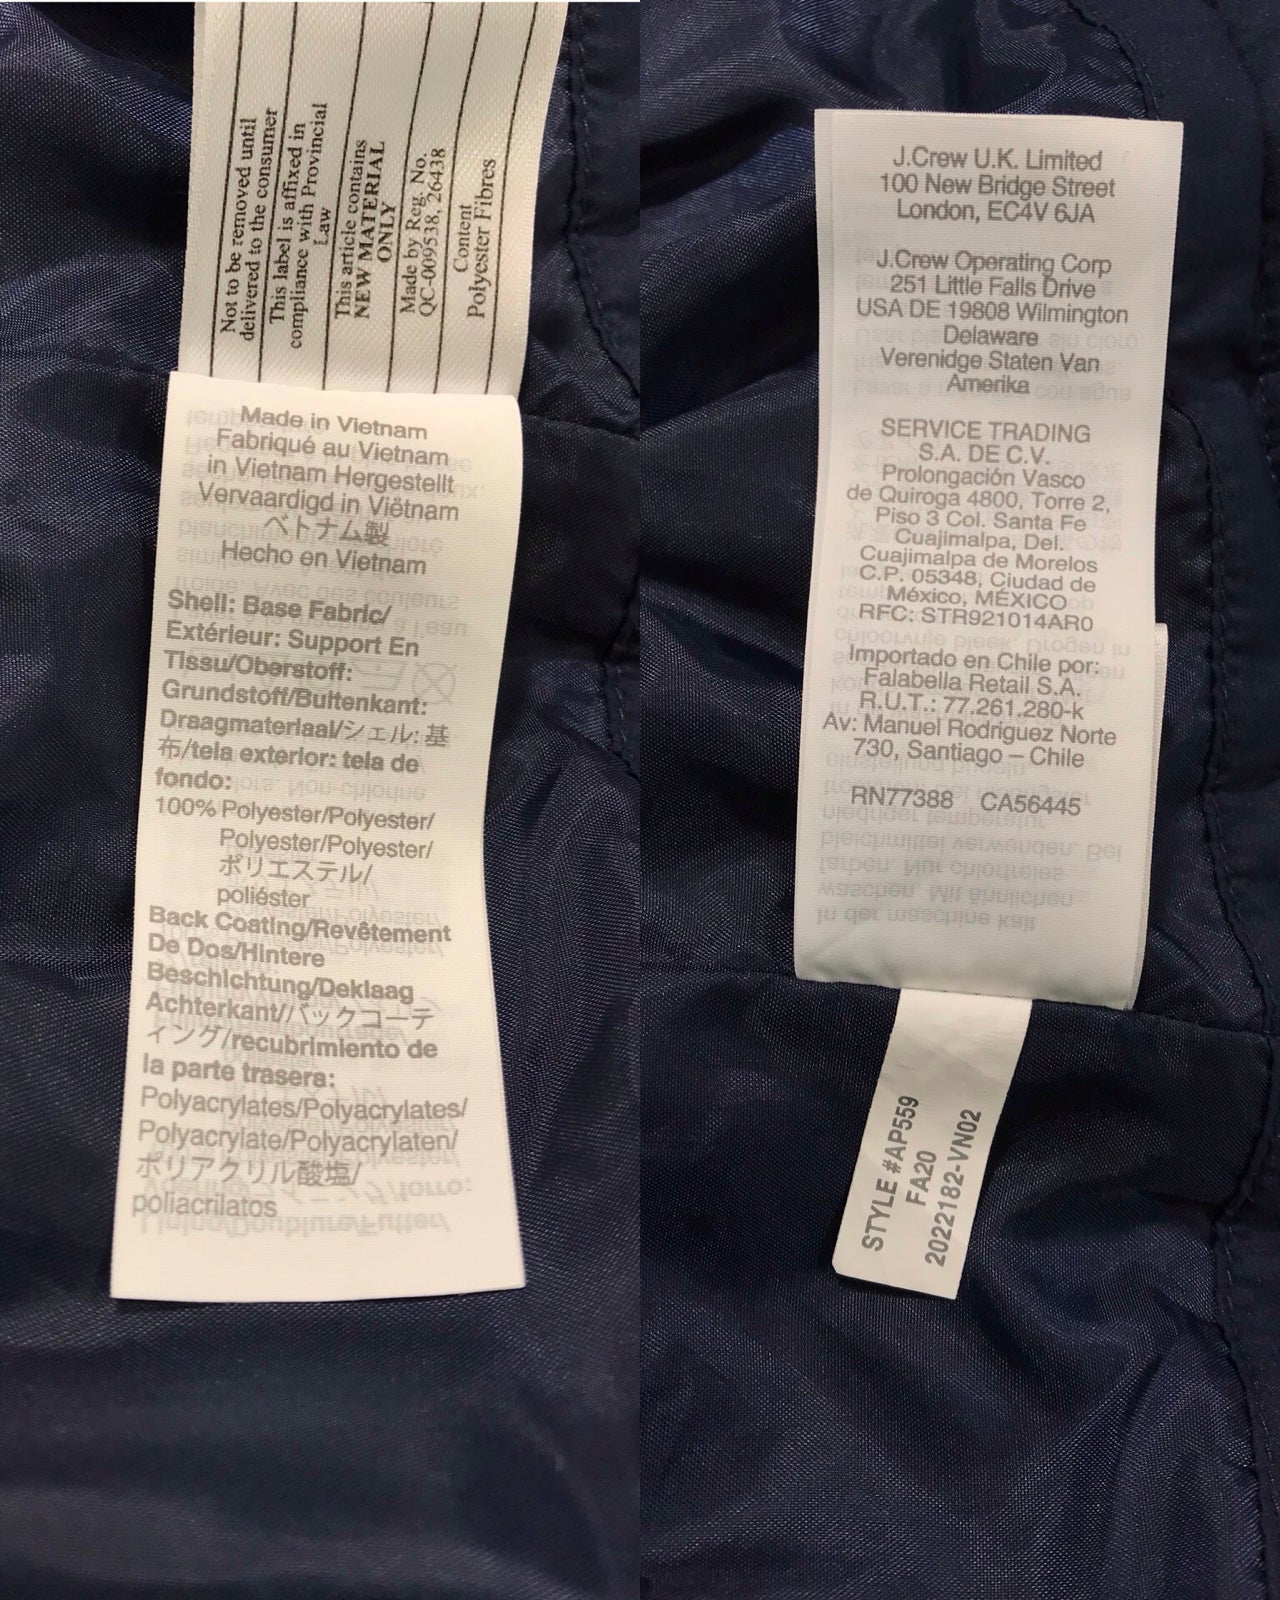 Not to be removed until
delivered to the consumer
This label is affixed in
compliance with Provincial
Law
This article contains
NEW MATERIAL
ONLY
Made by Reg. No.
QC-009538, 26438
Content
Polyester Fibres
Made in Vietnam
Fabriqué au Vietnam
in Vietnam Hergestellt
Vervaardigd in Viëtnam
ベトナム製
Hecho en Vietnam
Shell: Base Fabric/
Extérieur: Support En
Tissu/Oberstoff:
Grundstoff/Buitenkant:
Draagmateriaal/シェル: 基
布/tela exterior: tela de
fondo:
100% Polyester/Polyester/
Polyester/Polyester/
ポリエステル/
poliéster
Back Coating/Revêtement
De Dos/Hintere
Beschichtung/Deklaag
Achterkant//バックコーテ
ィング/recubrimiento de
la parte trasera:
Polyacrylates/Polyacrylates/
Polyacrylate/Polyacrylaten/
ポリアクリル酸塩/
poliacrilatos
J.Crew U.K. Limited
100 New Bridge Street
London, EC4V 6JA
J.Crew Operating Corp
251 Little Falls Drive
USA DE 19808 Wilmington
Delaware
Verenidge Staten Van
Amerika
SERVICE TRADING
S.A. DE C.V.
Prolongación Vasco
de Quiroga 4800, Torre 2,
Piso 3 Col. Santa Fe
Cuajimalpa, Del.
Cuajimalpa de Morelos
C.P. 05348, Ciudad de
México, MÉXICO
RFC: STR921014AR0
Importado en Chile por:
Falabella Retail S.A.
R.U.T.: 77.261.280-k
Av: Manuel Rodriguez Norte
730, Santiago – Chile
RN77388 CA56445
STYLE #AP559
FA20
2022182-VN02